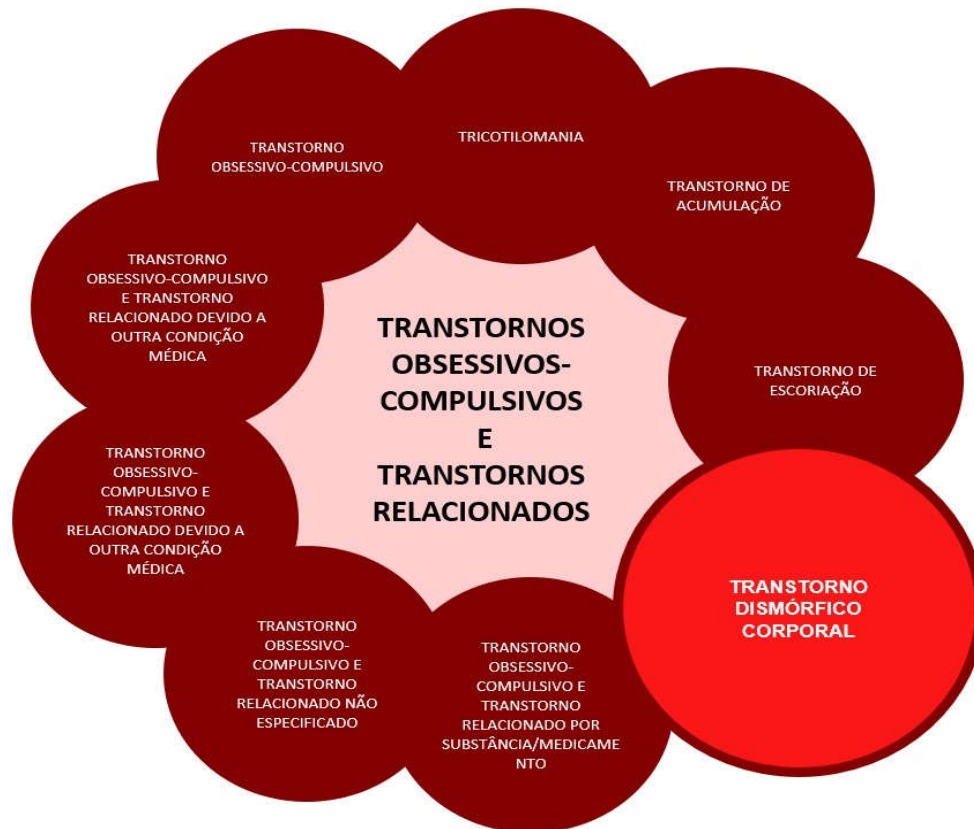 TRANSTORNO
OBSESSIVO-COMPULSIVO
TRICOTILOMANIA
TRANSTORNO DE
ACUMULAÇÃO
TRANSTORNO DE
ESCORIAÇÃO
TRANSTORNO
DISMÓRFICO
CORPORAL
TRANSTORNO
OBSESSIVO-
COMPULSIVO E
TRANSTORNO
RELACIONADO POR
SUBSTÂNCIA/MEDICAME
NTO
TRANSTORNO
OBSESSIVO-
COMPULSIVO E
TRANSTORNO
RELACIONADO NÃO
ESPECIFICADO
TRANSTORNO
OBSESSIVO-
COMPULSIVO E
TRANSTORNO
RELACIONADO DEVIDO A
OUTRA CONDIÇÃO
MÉDICA
TRANSTORNO
OBSESSIVO-COMPULSIVO
E TRANSTORNO
RELACIONADO DEVIDO A
OUTRA CONDIÇÃO
MÉDICA
TRANSTORNOS
OBSESSIVOS-
COMPULSIVOS
E
TRANSTORNOS
RELACIONADOS